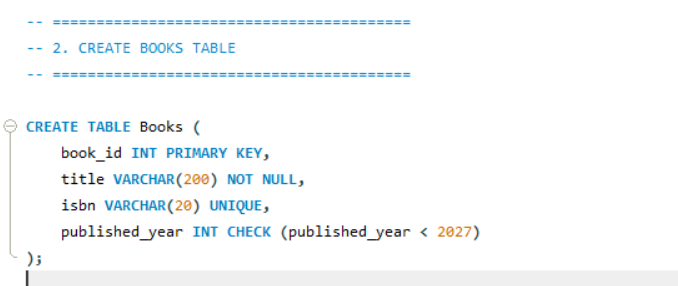 -- =========================================
-- 2. CREATE BOOKS TABLE
-- =========================================
CREATE TABLE Books (
book_id INT PRIMARY KEY,
title VARCHAR(200) NOT NULL,
isbn VARCHAR(20) UNIQUE,
published_year INT CHECK (published_year < 2027)
);